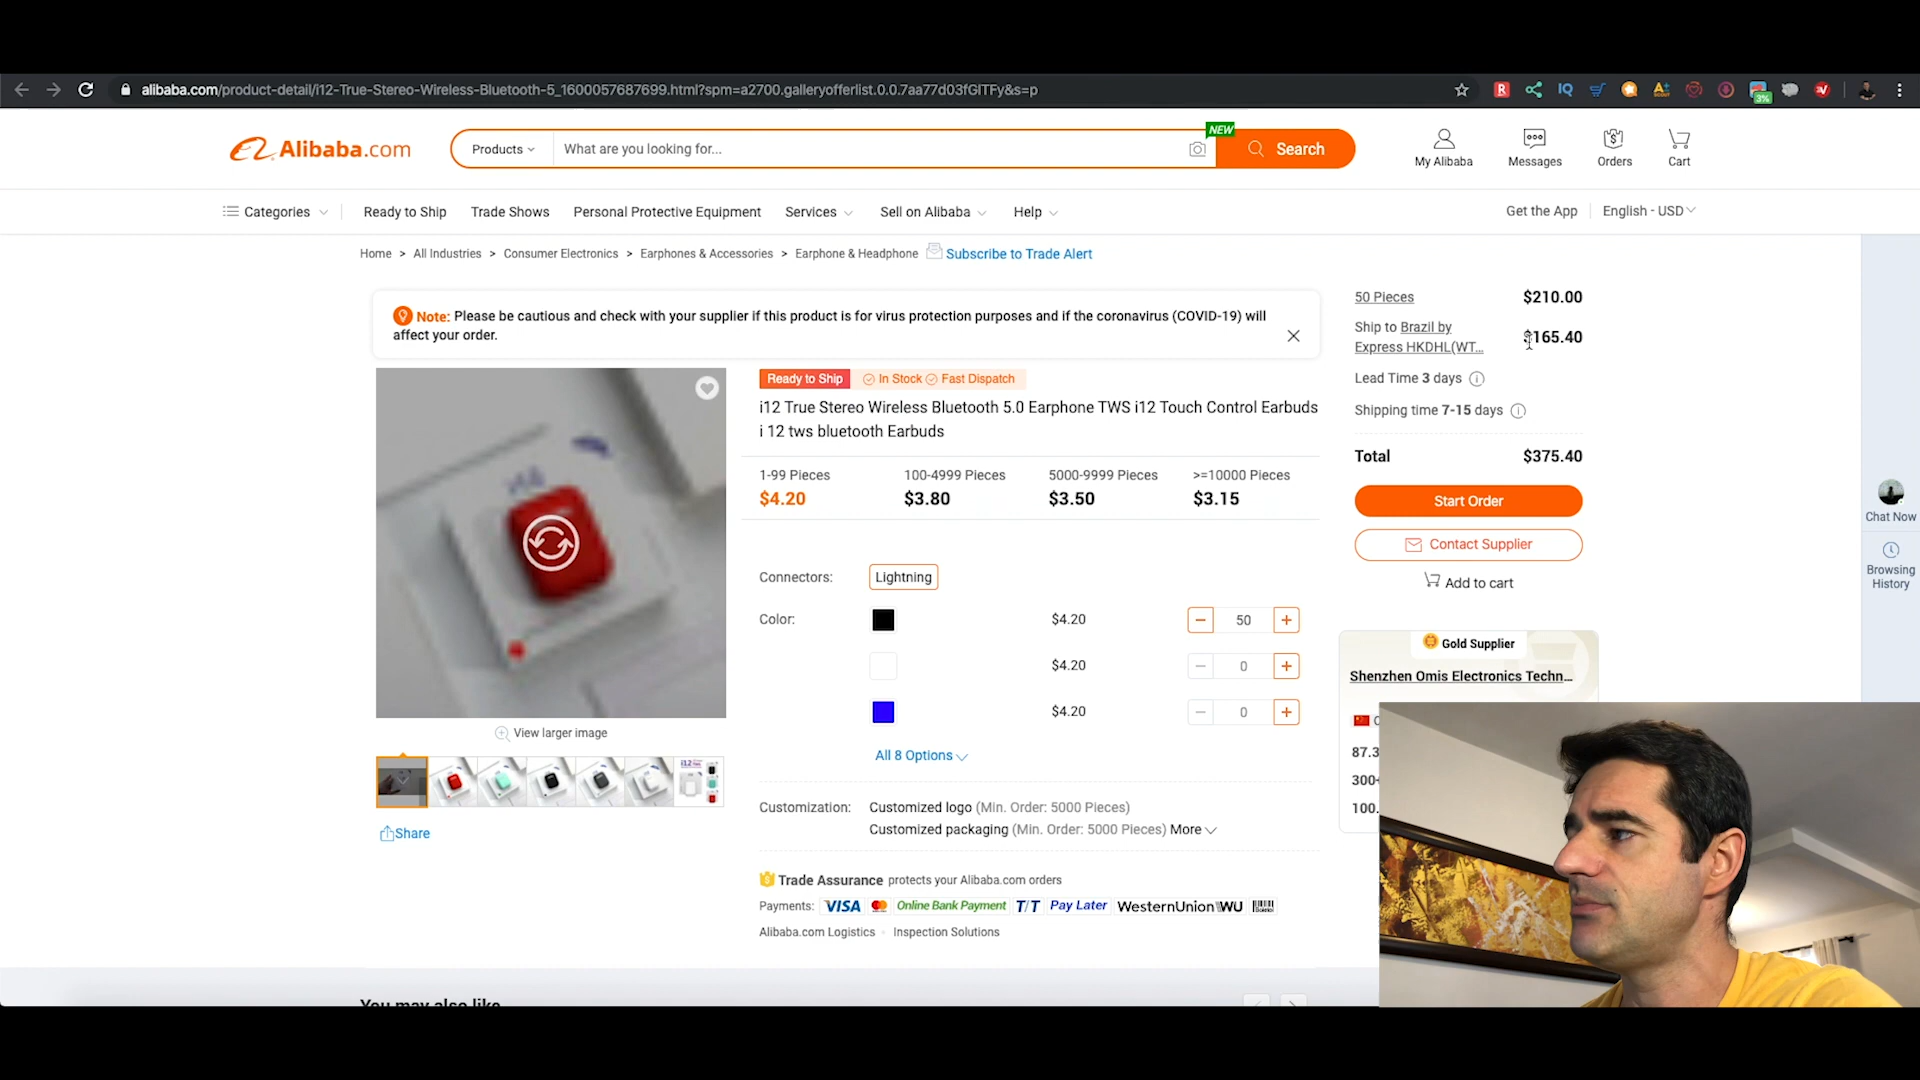 alibaba.com/product-detail/i12-True-Stereo-Wireless-Bluetooth-5_1600057687699.html?spm=a2700.galleryofferlist.0.0.7aa77d03fGlTFy&s=p
R
IQ
3%
Alibaba.com
Products
What are you looking for...
NEW
Search
My Alibaba
Messages
Orders
Cart
Categories
Ready to Ship
Trade Shows
Personal Protective Equipment
Services
Sell on Alibaba
Help
Get the App
English - USD
Home > All Industries > Consumer Electronics > Earphones & Accessories > Earphone & Headphone
Subscribe to Trade Alert
Note: Please be cautious and check with your supplier if this product is for virus protection purposes and if the coronavirus (COVID-19) will
affect your order.
Ready to Ship
In Stock
Fast Dispatch
i12 True Stereo Wireless Bluetooth 5.0 Earphone TWS i12 Touch Control Earbuds
i 12 tws bluetooth Earbuds
1-99 Pieces
$4.20
100-4999 Pieces
$3.80
5000-9999 Pieces
$3.50
>=10000 Pieces
$3.15
Connectors:
Lightning
Color:
$4.20
50
$4.20
0
$4.20
0
All 8 Options
Customization:
Customized logo (Min. Order: 5000 Pieces)
Customized packaging (Min. Order: 5000 Pieces) More
Trade Assurance protects your Alibaba.com orders
Payments: VISA Online Bank Payment T/T Pay Later WesternUnion WU
Alibaba.com Logistics
Inspection Solutions
View larger image
i12
Share
50 Pieces
$210.00
Ship to Brazil by
Express HKDHL(WT...
$165.40
Lead Time 3 days
Shipping time 7-15 days
Total
$375.40
Start Order
Contact Supplier
Add to cart
Gold Supplier
Shenzhen Omis Electronics Techn...
87.3
300+
100.
Chat Now
Browsing
History
You may also like